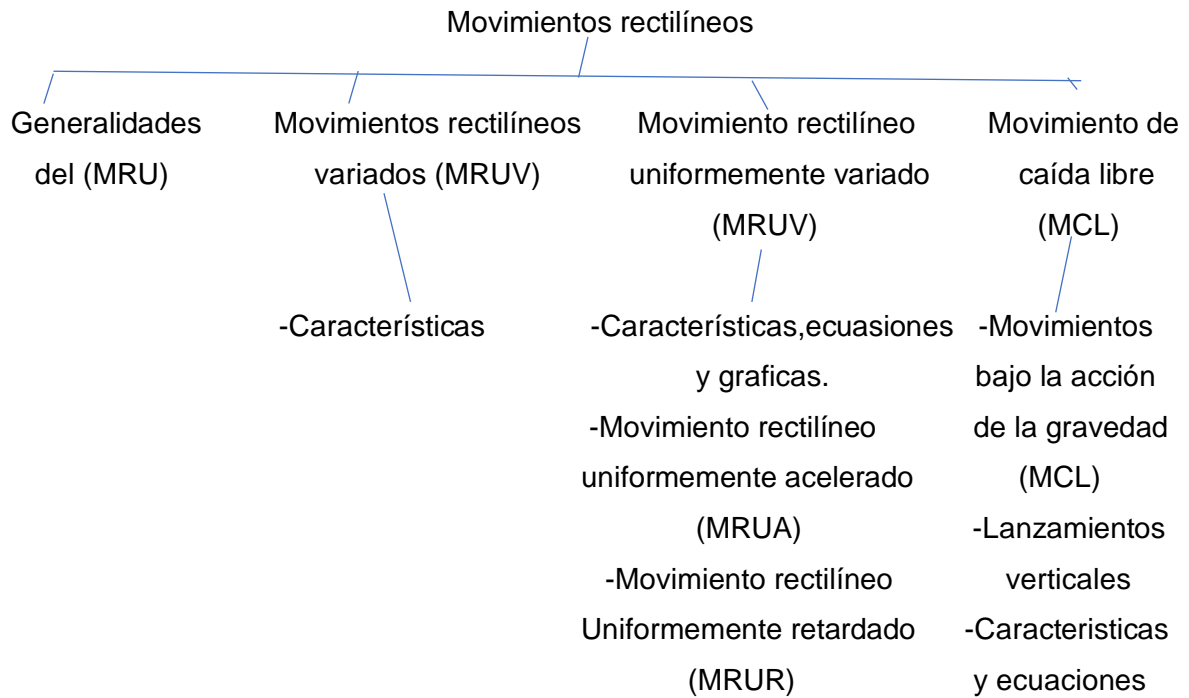 Movimientos rectilíneos
Generalidades
del (MRU)
Movimientos rectilíneos
variados (MRUV)
Movimiento rectilíneo
uniformemente variado
(MRUV)
Movimiento de
caída libre
(MCL)
-Características
-Características,ecuasiones
y graficas.
-Movimiento rectilíneo
uniformemente acelerado
(MRUA)
-Movimiento rectilíneo
Uniformemente retardado
(MRUR)
-Movimientos
bajo la acción
de la gravedad
(MCL)
-Lanzamientos
verticales
-Caracteristicas
y ecuaciones